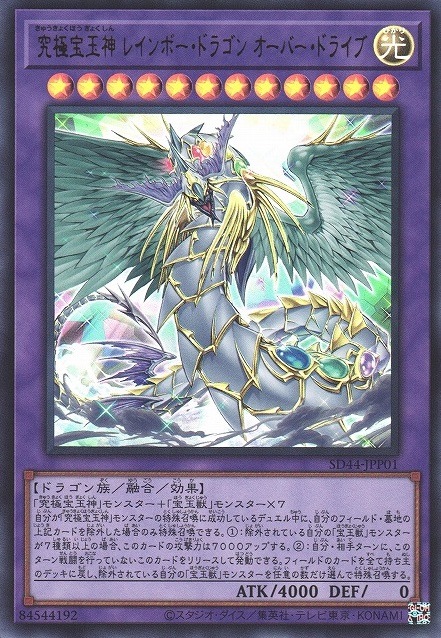 究極宝玉神 レインボー・ドラゴン オーバー・ドライブ
光
SD44-JPP01
【ドラゴン族／融合／効果】
「究極宝玉神」モンスター＋「宝玉獣」モンスター×7
自分が「究極宝玉神」モンスターの特殊召喚に成功しているデュエル中に、自分のフィールド・墓地の
上記カードを除外した場合のみ特殊召喚できる。①：除外されている自分の「宝玉獣」モンスター
が７種類以上の場合、このカードの攻撃力は７０００アップする。②：自分・相手ターンに、この
ターン戦闘を行っていないこのカードをリリースして発動できる。フィールドのカードを全て持ち主
のデッキに戻し、除外されている自分の「宝玉獣」モンスターを任意の数だけ選んで特殊召喚する。
ATK/4000 DEF/ 0
84544192 ©スタジオ・ダイス／集英社・テレビ東京・KONAMI